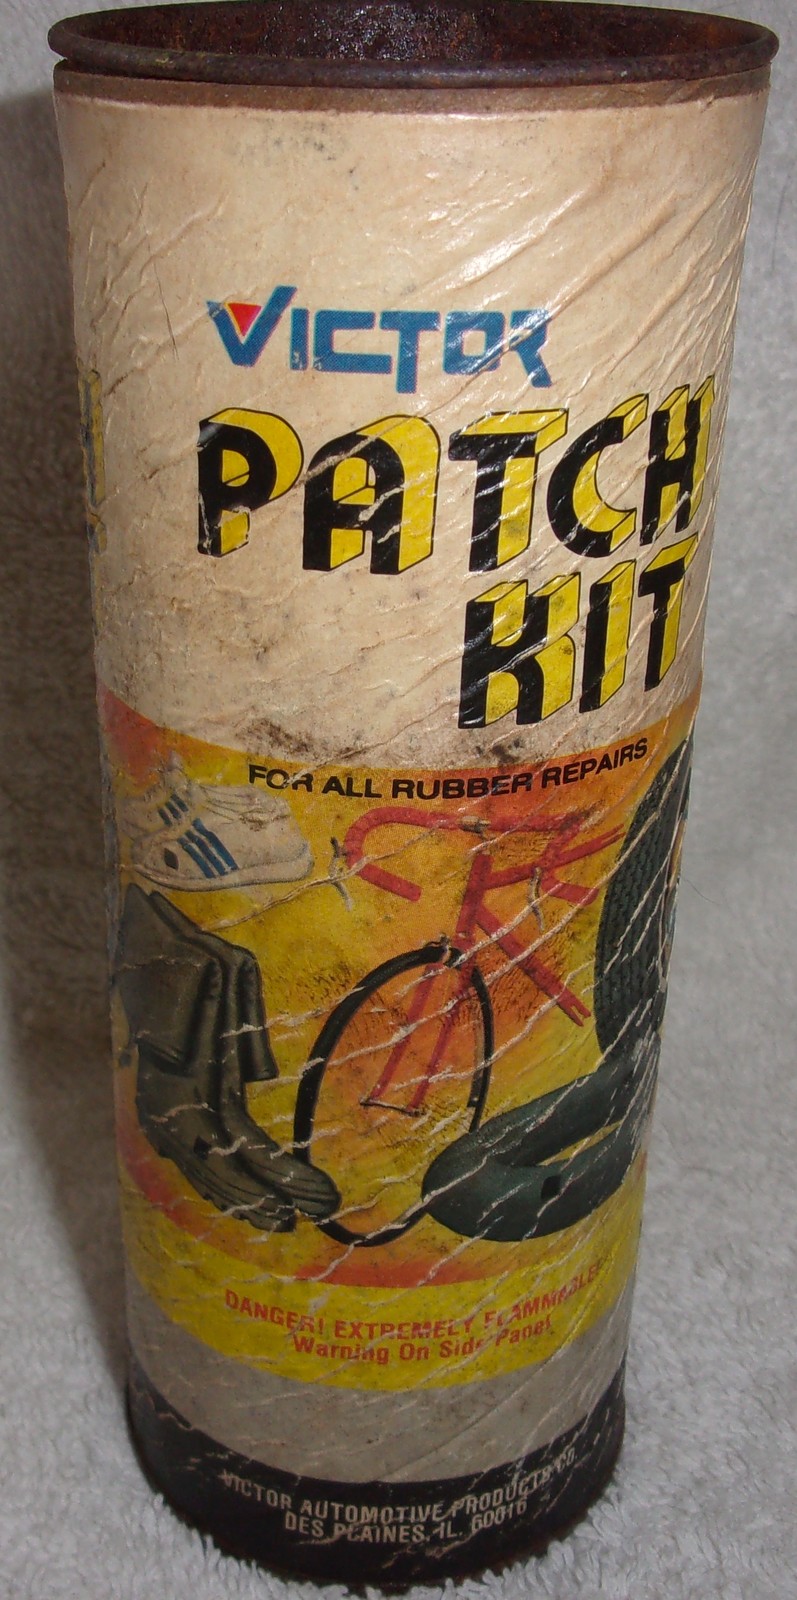 VICTOR
PATCH
KIT
FOR ALL RUBBER REPAIRS
DANGER! EXTREMELY FLAMMABLE!
Warning On Side Panel
VICTOR AUTOMOTIVE PRODUCTS CO.
DES PLAINES, IL. 60016